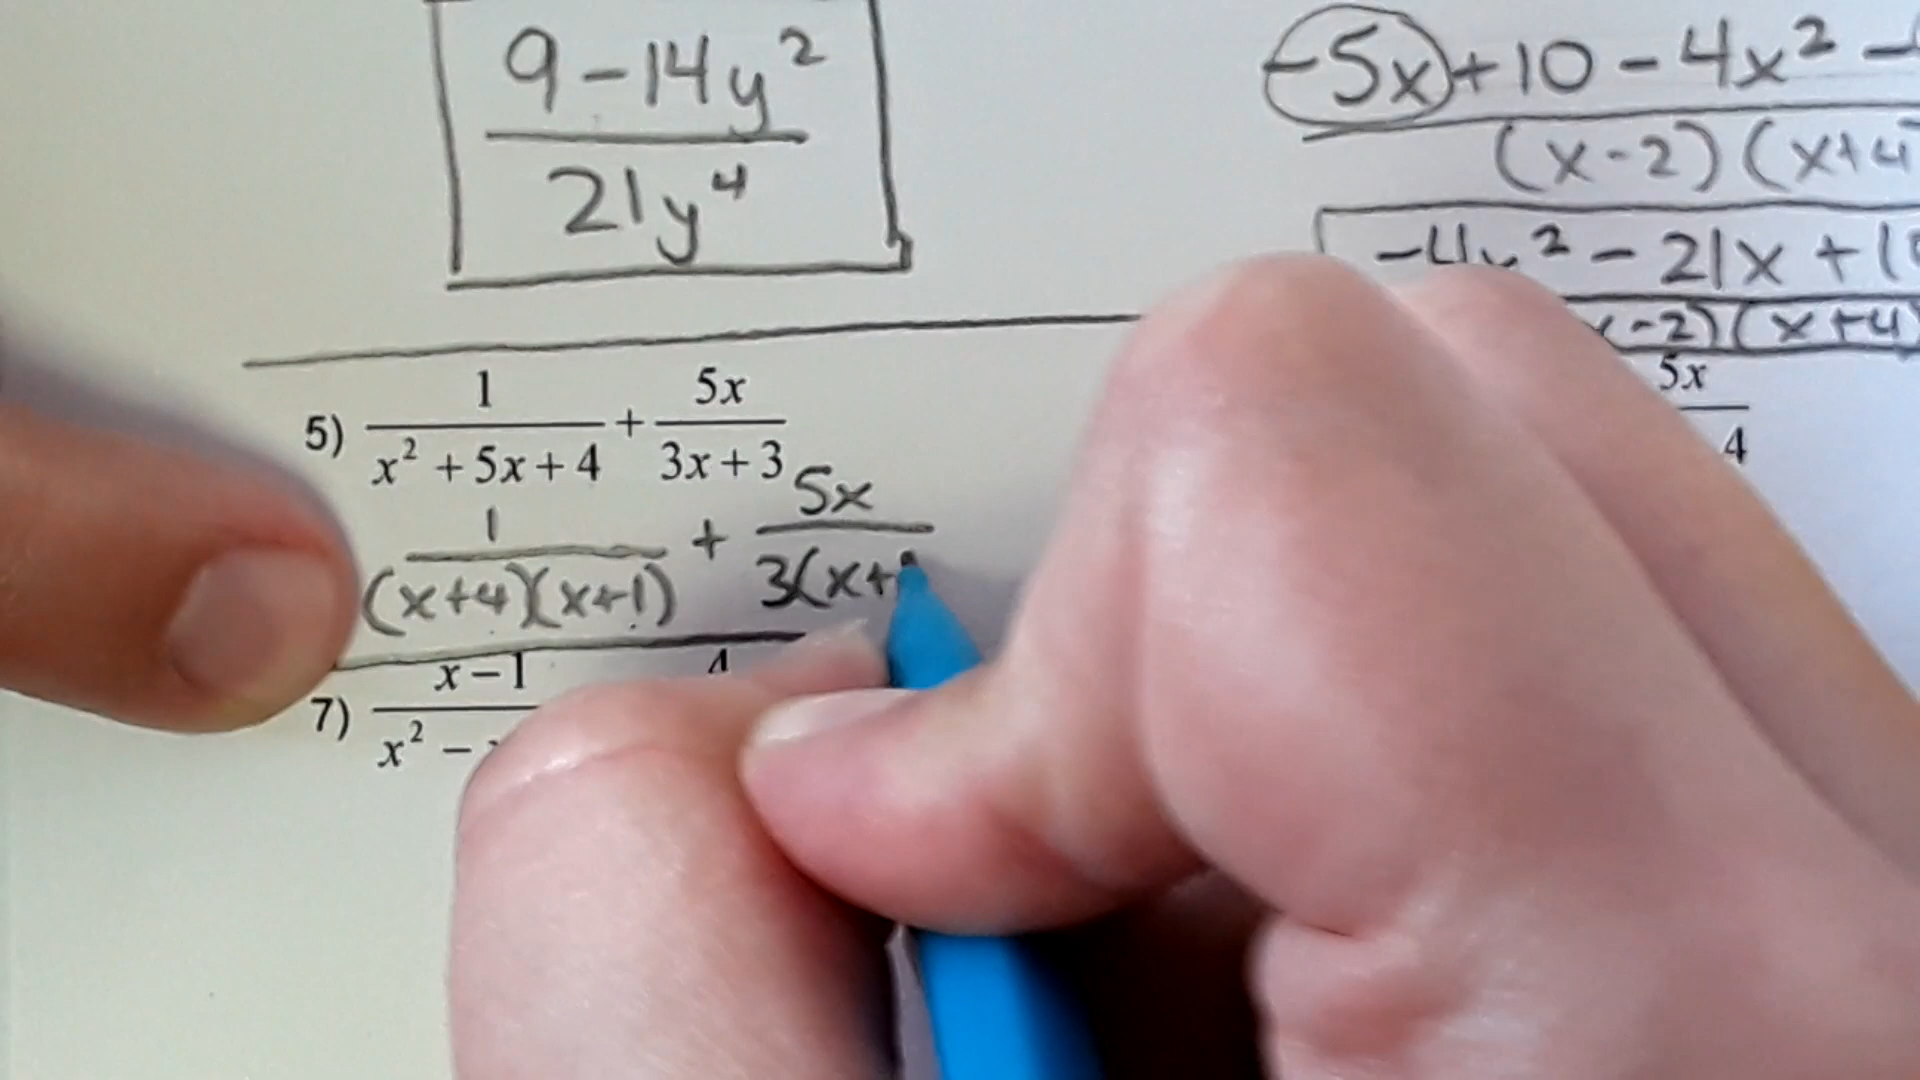 9 - 14y²
21y⁴
-5x + 10 - 4x² -
(x-2)(x+4
-4x² - 21x + 1
x-2)(x+4)
5) 1/(x² + 5x + 4) + 5x/(3x + 3)
5x
4
1/((x+4)(x+1)) + 5x/(3(x+
7) x - 1
x² -
4